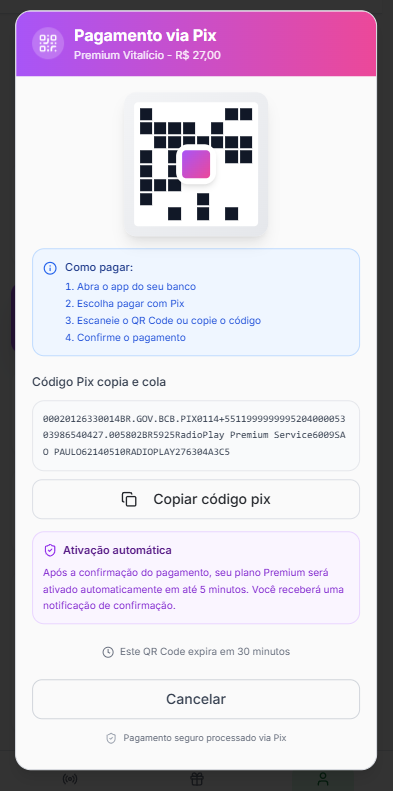 Pagamento via Pix
Premium Vitalício - R$ 27,00
Como pagar:
1. Abra o app do seu banco
2. Escolha pagar com Pix
3. Escaneie o QR Code ou copie o código
4. Confirme o pagamento
Código Pix copia e cola
00020126330014BR.GOV.BCB.PIX0114+5511999999995204000053
03986540427.005802BR5925RadioPlay Premium Service6009SA
O PAULO62140510RADIOPLAY276304A3C5
Copiar código pix
Ativação automática
Após a confirmação do pagamento, seu plano Premium será
ativado automaticamente em até 5 minutos. Você receberá uma
notificação de confirmação.
Este QR Code expira em 30 minutos
Cancelar
Pagamento seguro processado via Pix